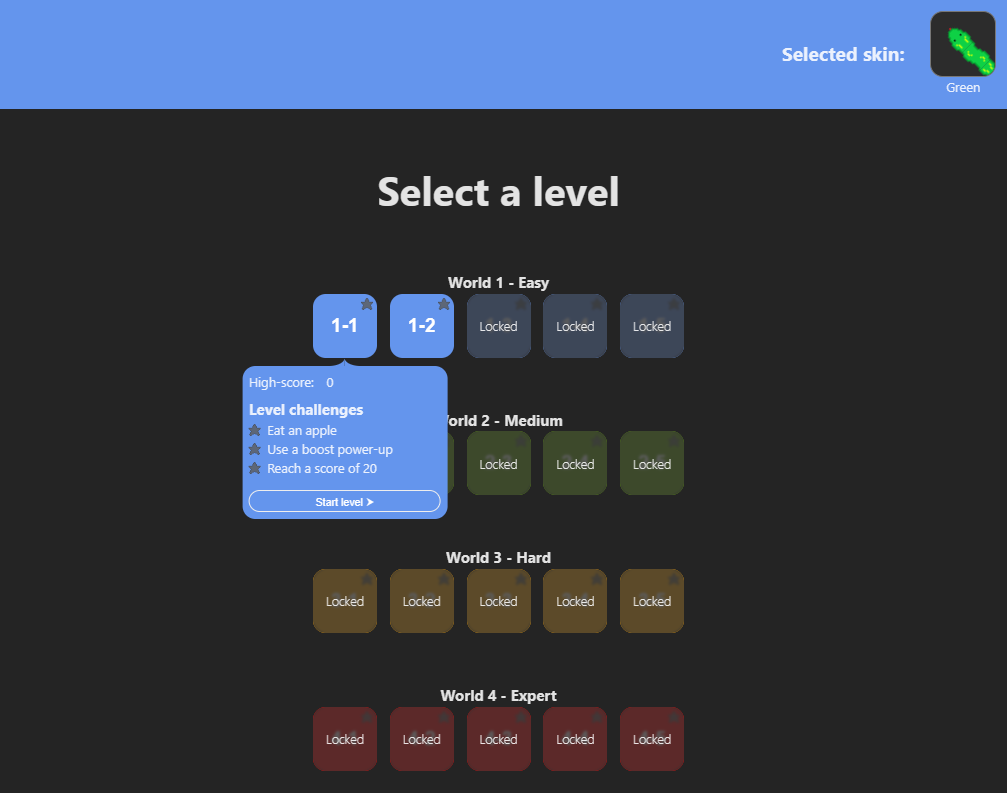 Selected skin:
Green
Select a level
World 1 - Easy
1-1 1-2 Locked Locked Locked
High-score: 0
Level challenges
Eat an apple
Use a boost power-up
Reach a score of 20
Start level ➤
2 - Medium
Locked Locked Locked
World 3 - Hard
Locked Locked Locked Locked Locked
World 4 - Expert
Locked Locked Locked Locked Locked